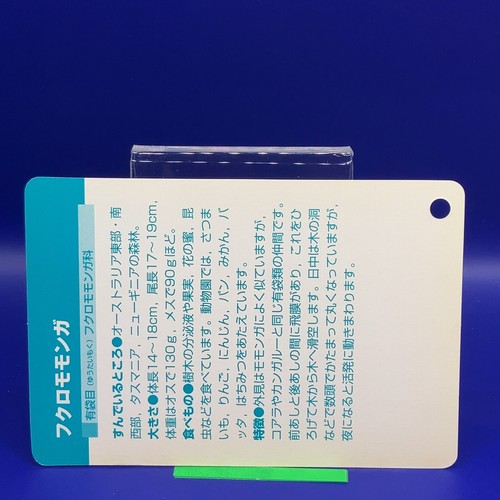 フクロモモンガ
有袋目(ゆうたいもく)フクロモモンガ科
すんでいるところ●オーストラリア東部・南
西部、タスマニア、ニューギニアの森林。
大きさ●体長14〜18cm、尾長17〜19cm、
体重はオスで130g、メスで90gほど。
食べもの●樹木の分泌液や果実、花の蜜、昆
虫などを食べています。動物園では、さつま
いも、りんご、にんじん、パン、みかん、バ
ッタ、はちみつをあたえています。
特徴●外見はモモンガによく似ていますが、
コアラやカンガルーと同じ有袋類の仲間です。
前あしと後あしの間に飛膜があり、これをひ
ろげて木から木へ滑空します。日中は木の洞
などで数頭でかたまって丸くなっていますが、
夜になると活発に動きまわります。